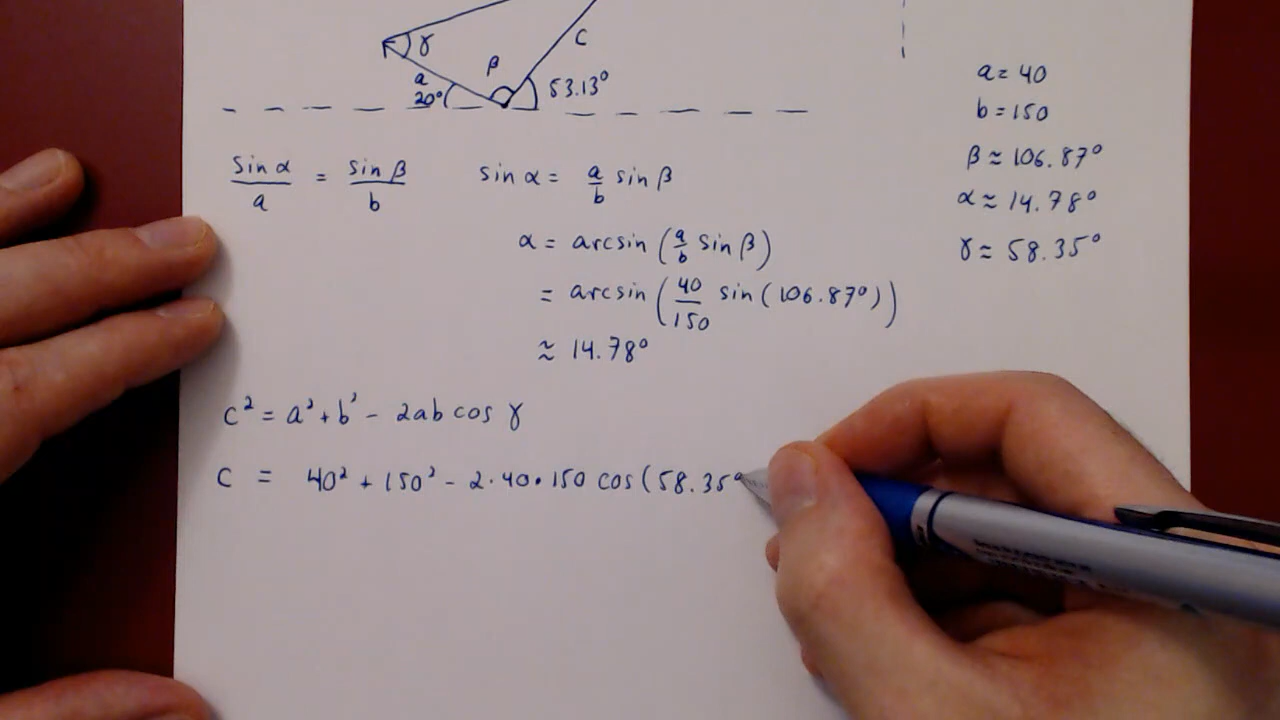 γ
c
a
β
20°
53.13°
a = 40
b = 150
β ≈ 106.87°
α ≈ 14.78°
γ ≈ 58.35°
sin α / a = sin β / b
sin α = a/b sin β
α = arcsin (a/b sin β)
= arcsin (40/150 sin(106.87°))
≈ 14.78°
c² = a² + b² - 2ab cos γ
c = 40² + 150² - 2·40·150 cos(58.35°